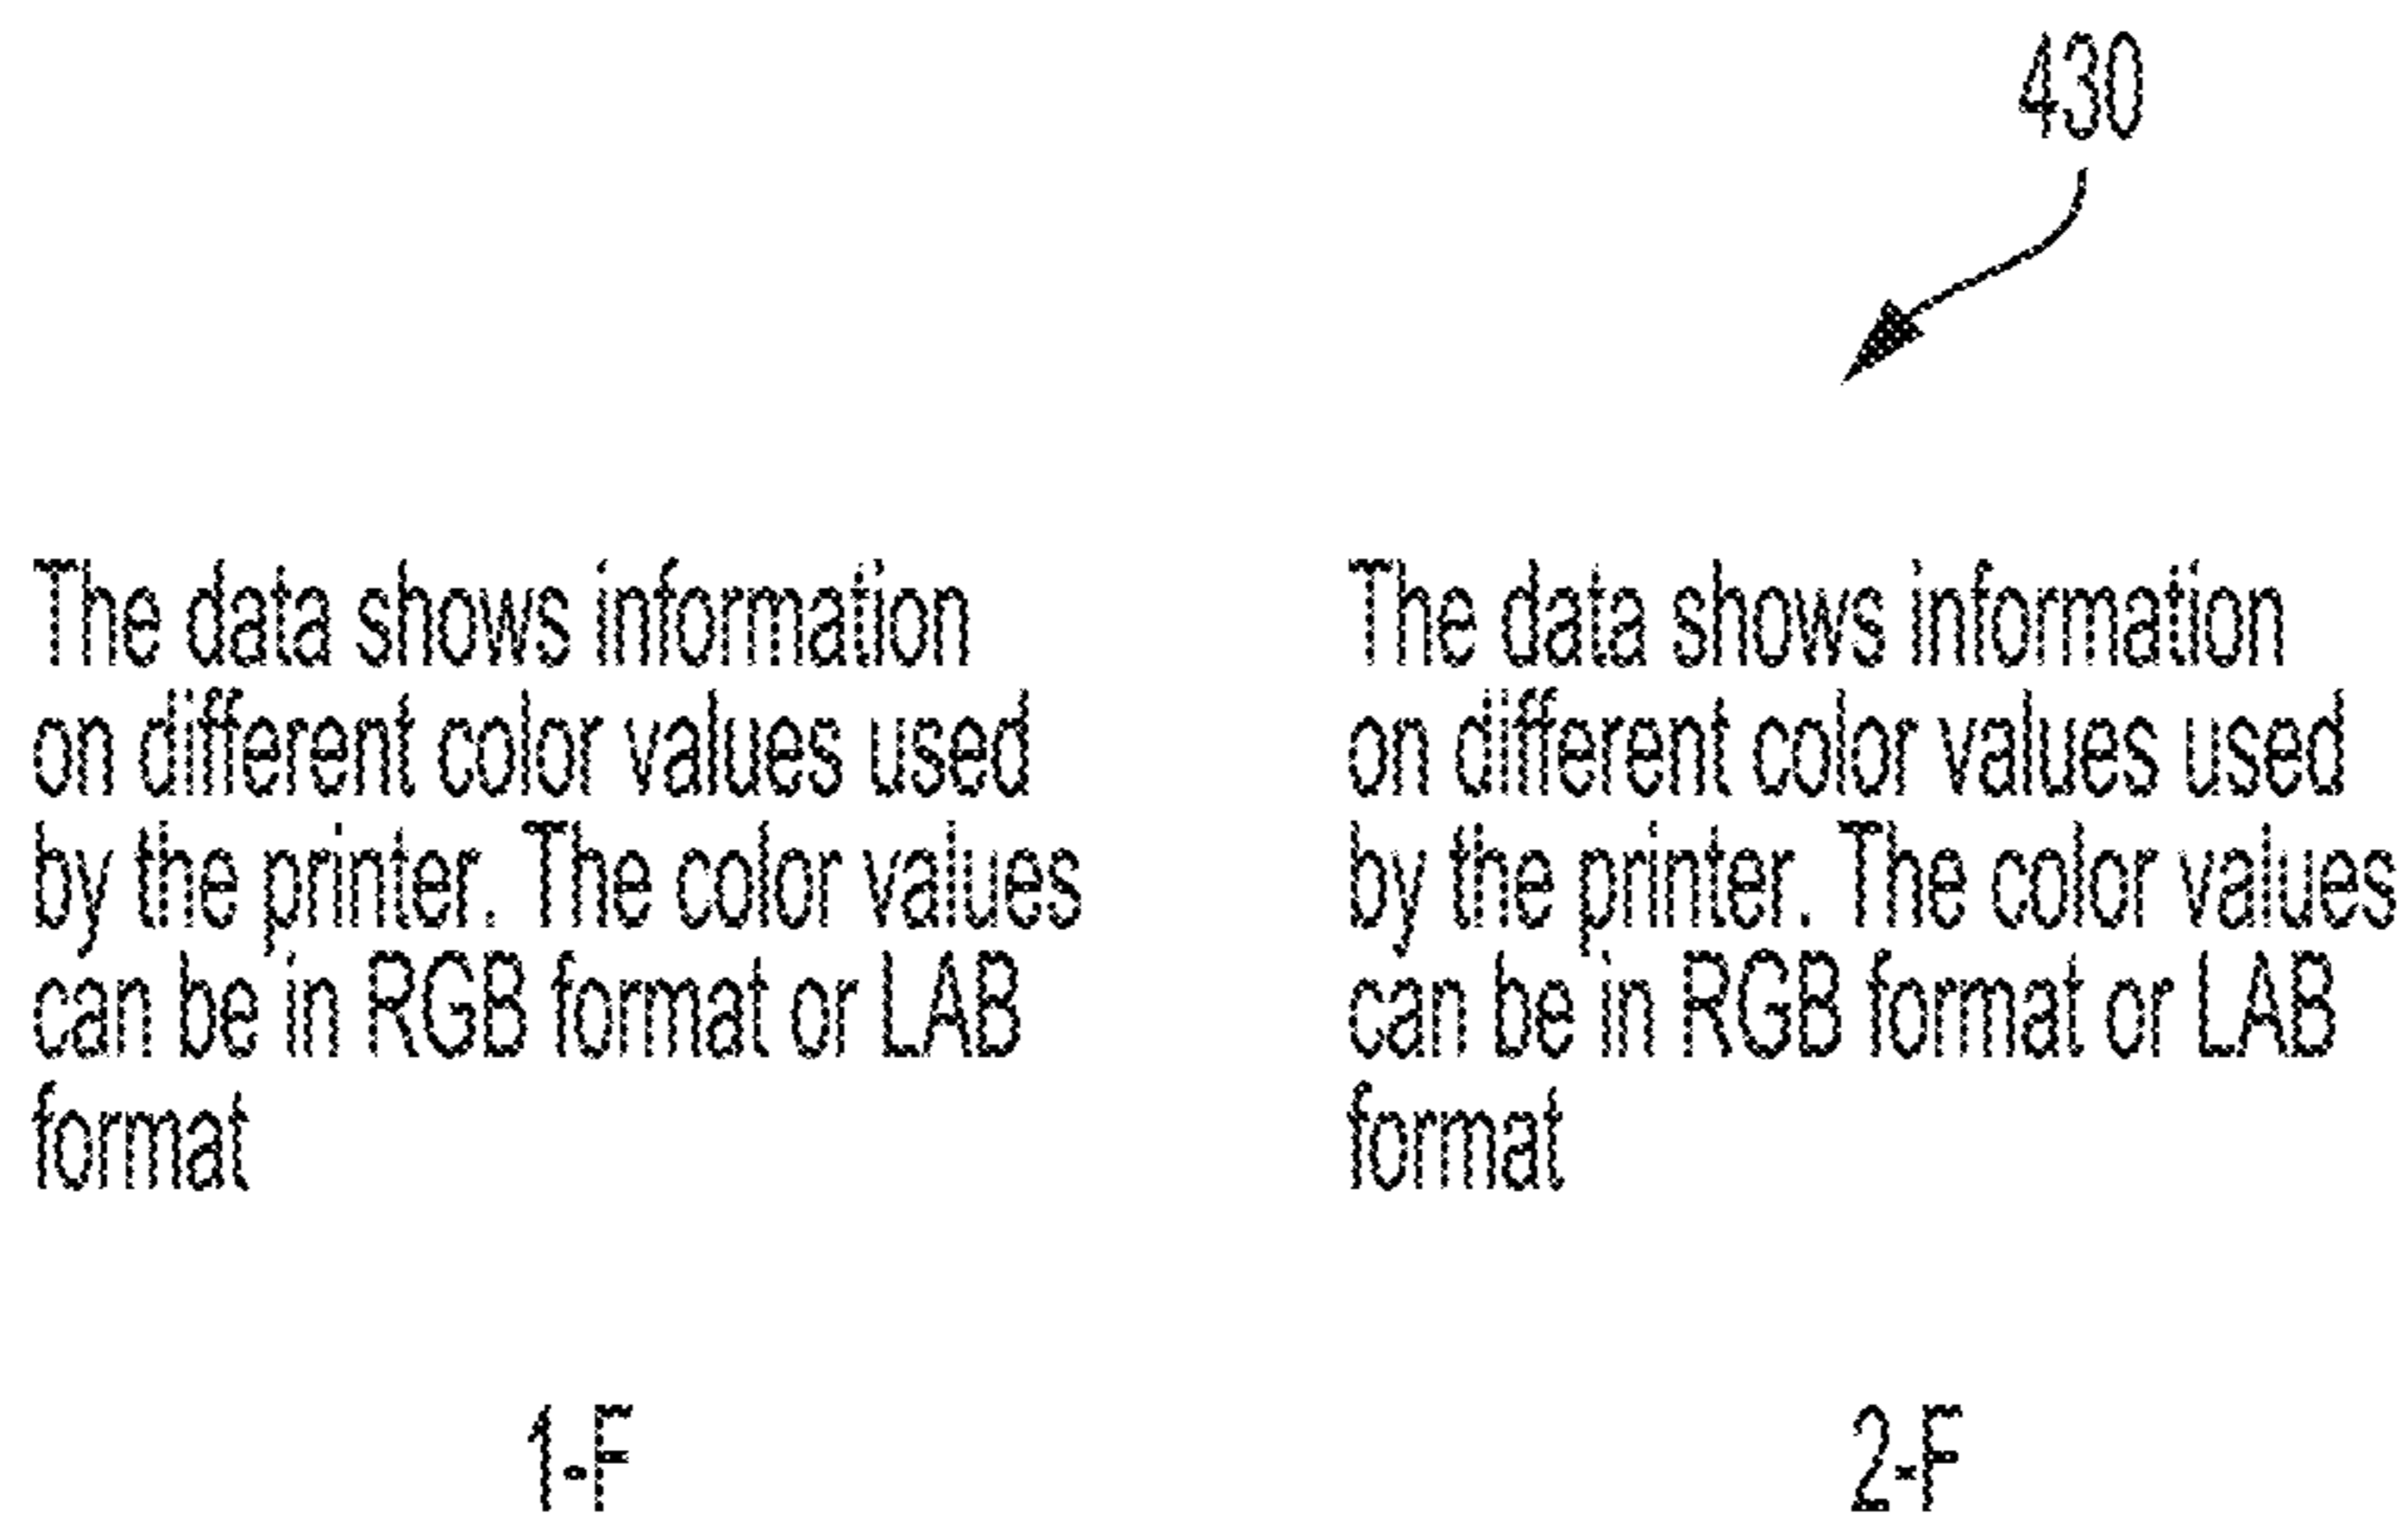 430
The data shows information
on different color values used
by the printer. The color values
can be in RGB format or LAB
format
1-F
The data shows information
on different color values used
by the printer. The color values
can be in RGB format or LAB
format
2-F